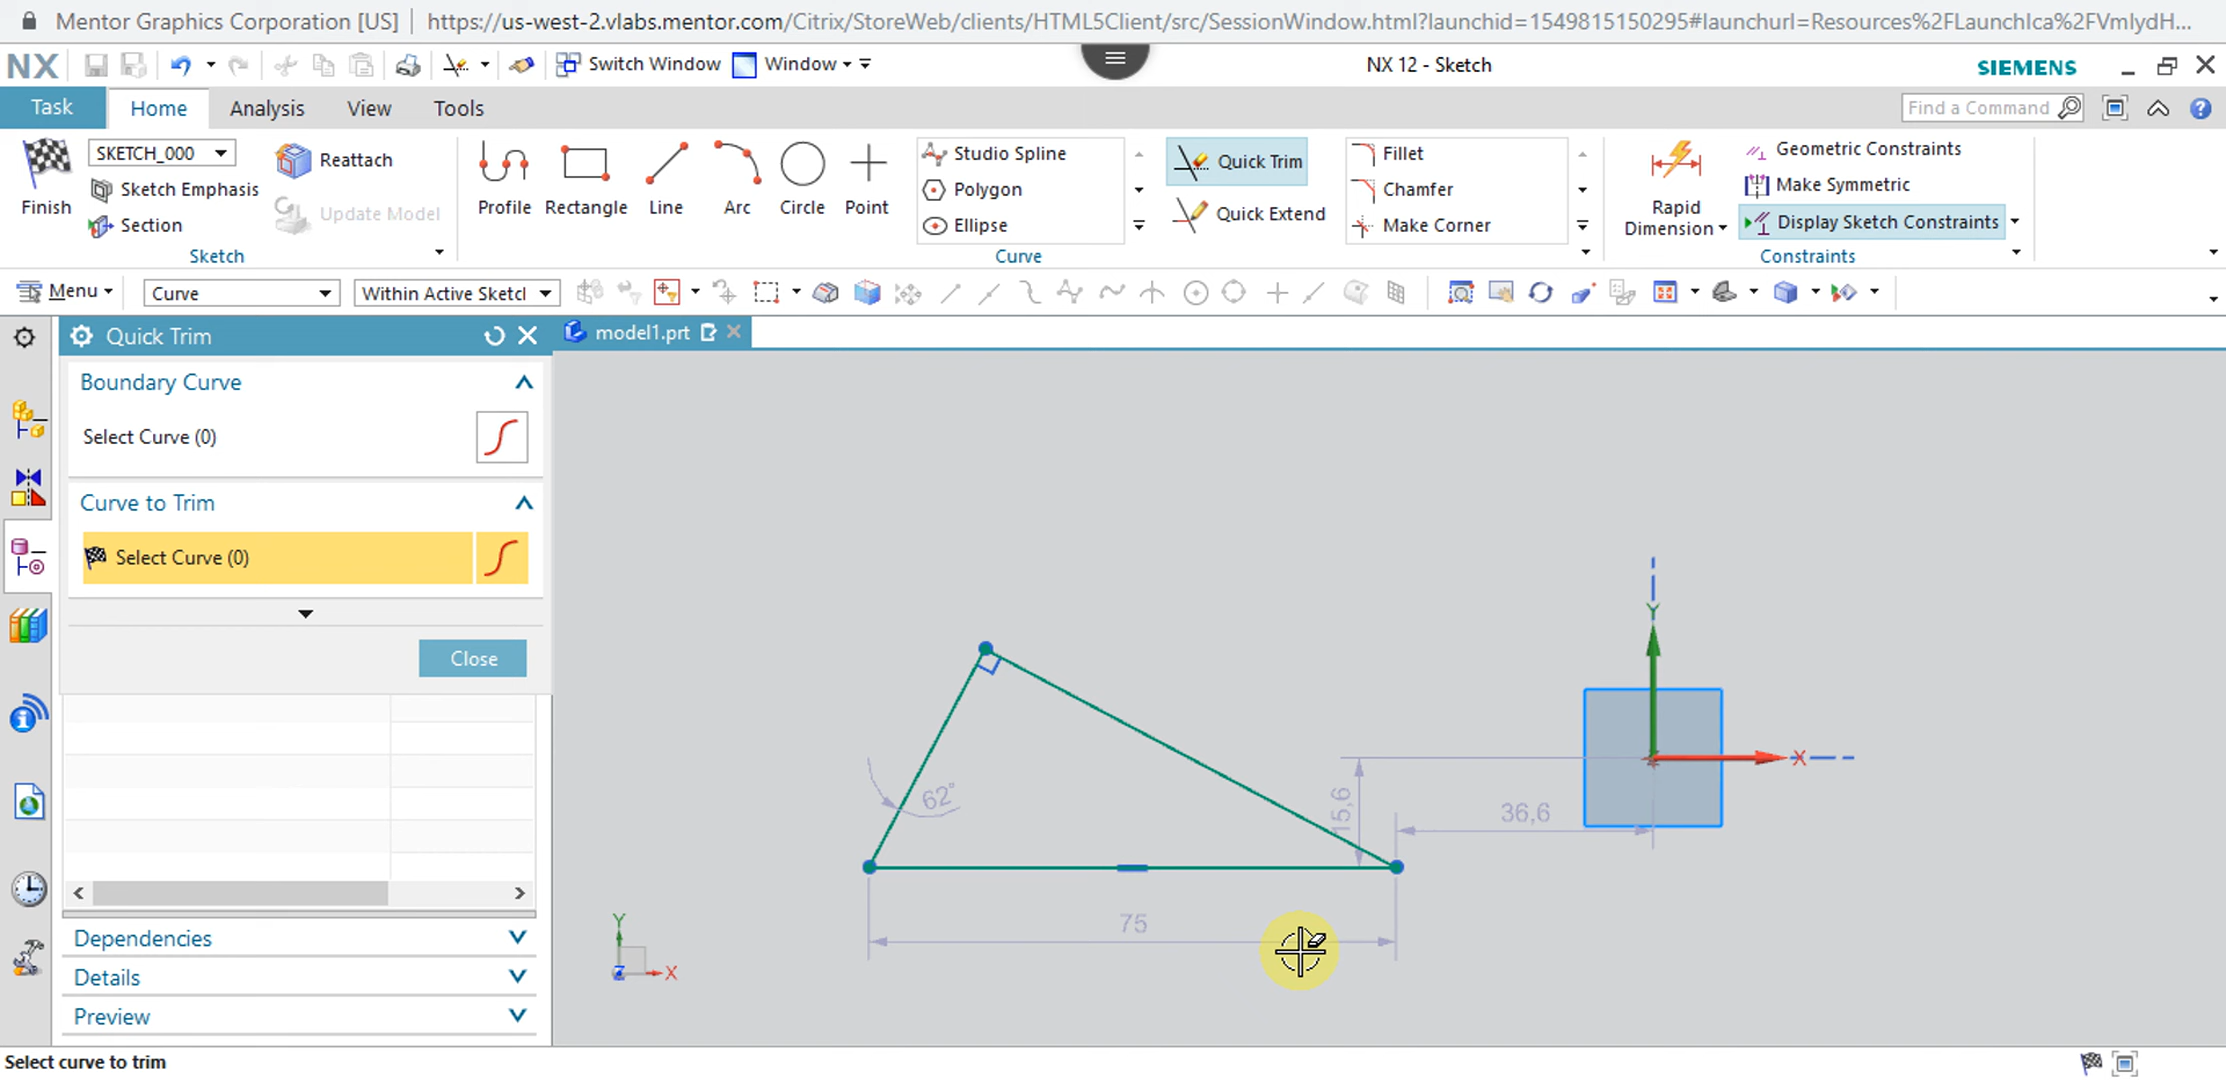 Mentor Graphics Corporation [US] | https://us-west-2.vlabs.mentor.com/Citrix/StoreWeb/clients/HTML5Client/src/SessionWindow.html?launchid=1549815150295#launchurl=Resources%2FLaunchIca%2FVmlydH...
NX Switch Window Window NX 12 - Sketch SIEMENS
Task Home Analysis View Tools Find a Command
SKETCH_000 Reattach Studio Spline Quick Trim Fillet Geometric Constraints
Sketch Emphasis Polygon Chamfer Make Symmetric
Finish Section Update Model Profile Rectangle Line Arc Circle Point Ellipse Quick Extend Make Corner Rapid Dimension Display Sketch Constraints
Sketch Curve Constraints
Menu Curve Within Active Sketcl
Quick Trim model1.prt
Boundary Curve
Select Curve (0)
Curve to Trim
Select Curve (0)
Close
Y
X
62°
15,6
36,6
75
Y
Z X
Dependencies
Details
Preview
Select curve to trim